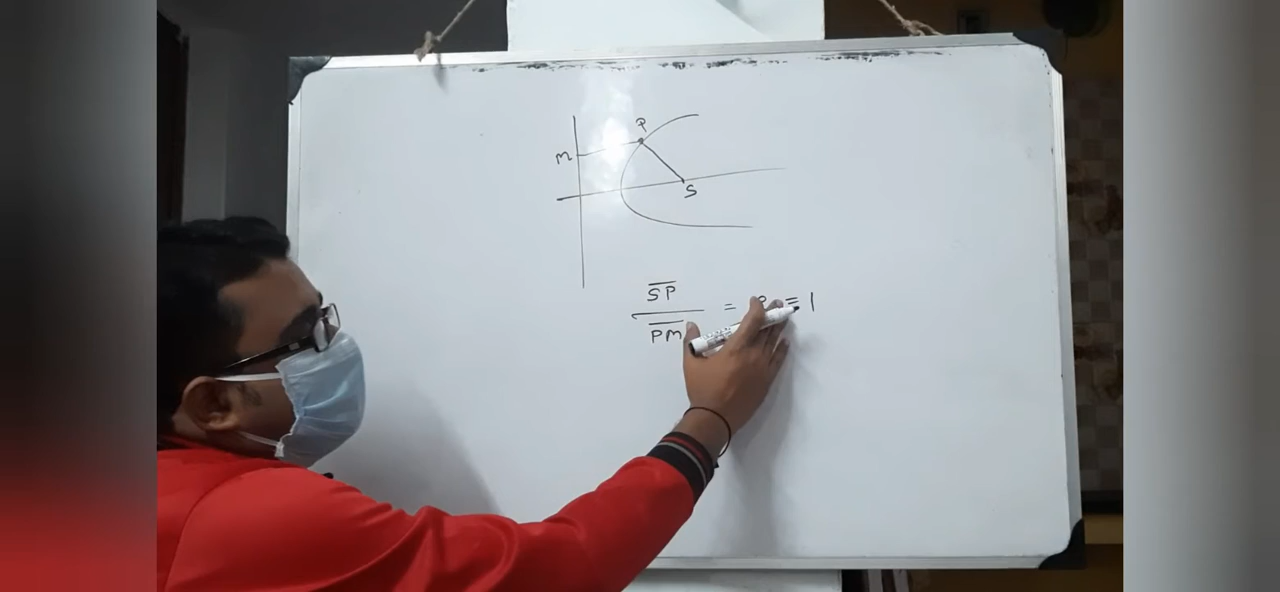 P
M
S
SP
PM
= e = 1